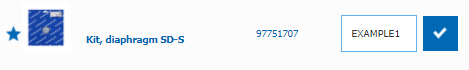 Kit, diaphragm SD-S
97751707
EXAMPLE1